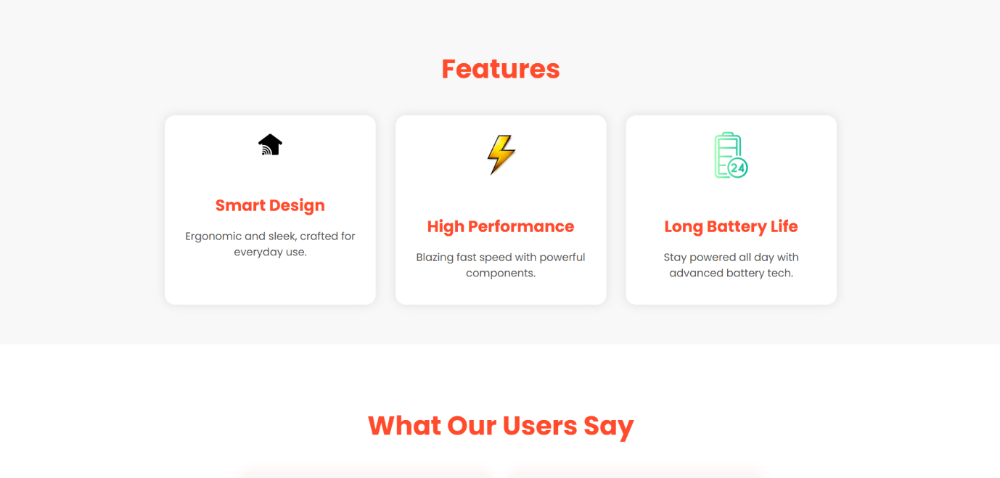 Features
Smart Design
Ergonomic and sleek, crafted for
everyday use.
24
High Performance
Blazing fast speed with powerful
components.
Long Battery Life
Stay powered all day with
advanced battery tech.
What Our Users Say